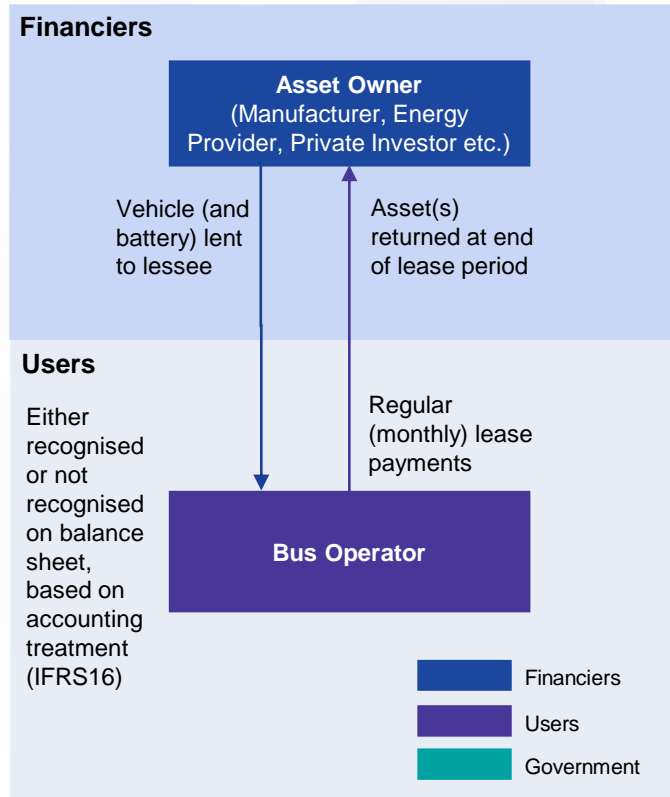 Financiers
Asset Owner
(Manufacturer, Energy
Provider, Private Investor etc.)
Vehicle (and
battery) lent
to lessee
Asset(s)
returned at end
of lease period
Users
Either
recognised
or not
recognised
on balance
sheet,
based on
accounting
treatment
(IFRS16)
Regular
(monthly) lease
payments
Bus Operator
Financiers
Users
Government